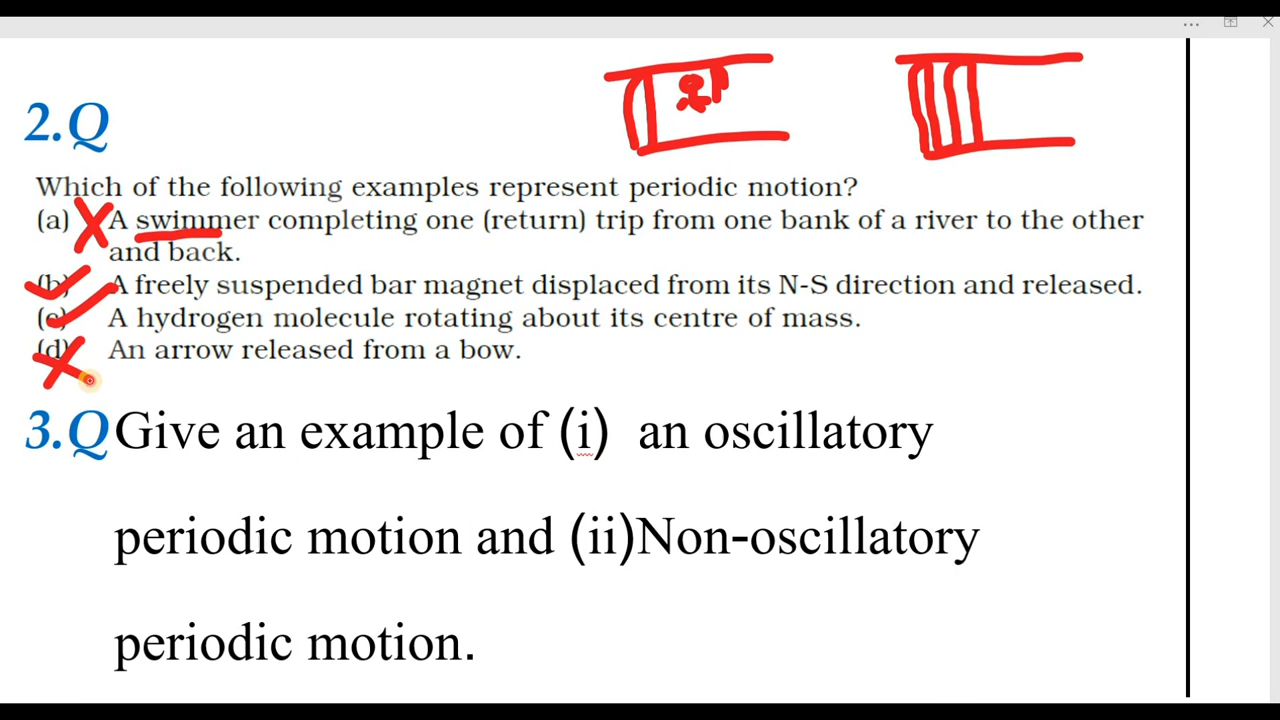 2.Q
Which of the following examples represent periodic motion?
(a) A swimmer completing one (return) trip from one bank of a river to the other
and back.
(b) A freely suspended bar magnet displaced from its N-S direction and released.
(c) A hydrogen molecule rotating about its centre of mass.
(d) An arrow released from a bow.
3.Q Give an example of (i) an oscillatory
periodic motion and (ii)Non-oscillatory
periodic motion.